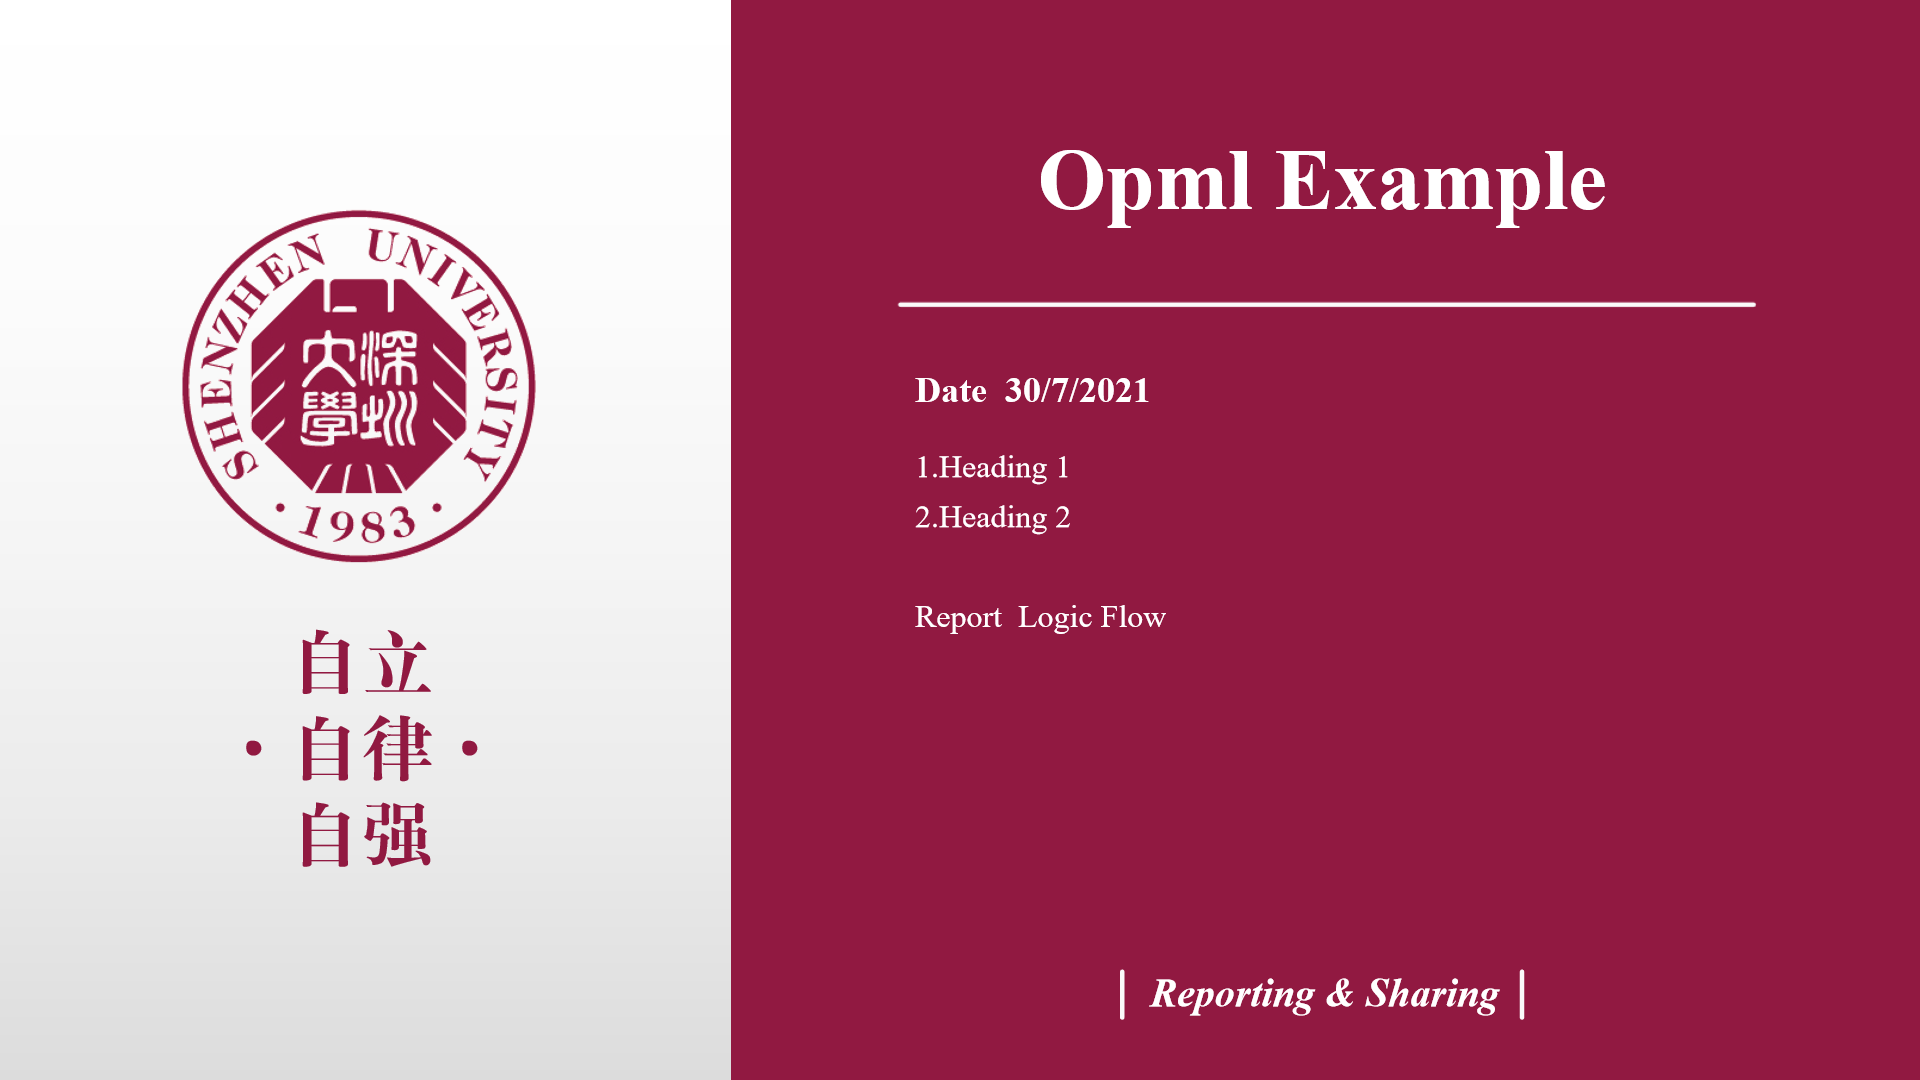 SHENZHEN UNIVERSITY
深圳
大學
· 1983 ·
自立
· 自律 ·
自强
Opml Example
Date  30/7/2021
1.Heading 1
2.Heading 2
Report  Logic Flow
| Reporting & Sharing |